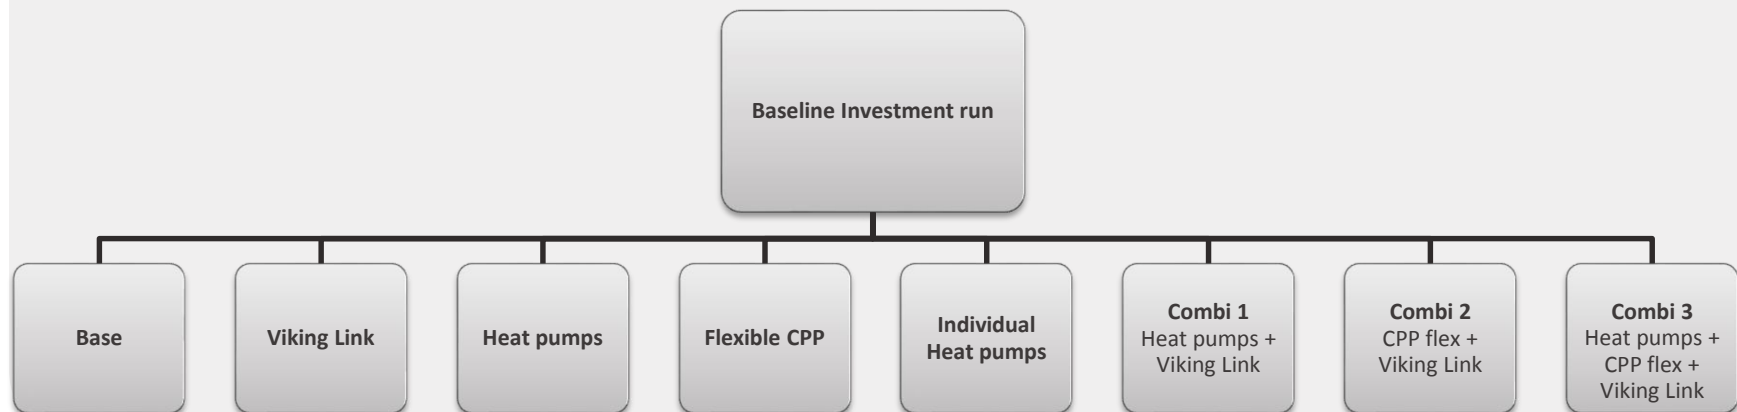 Baseline Investment run
Base
Viking Link
Heat pumps
Flexible CPP
Individual
Heat pumps
Combi 1
Heat pumps +
Viking Link
Combi 2
CPP flex +
Viking Link
Combi 3
Heat pumps +
CPP flex +
Viking Link